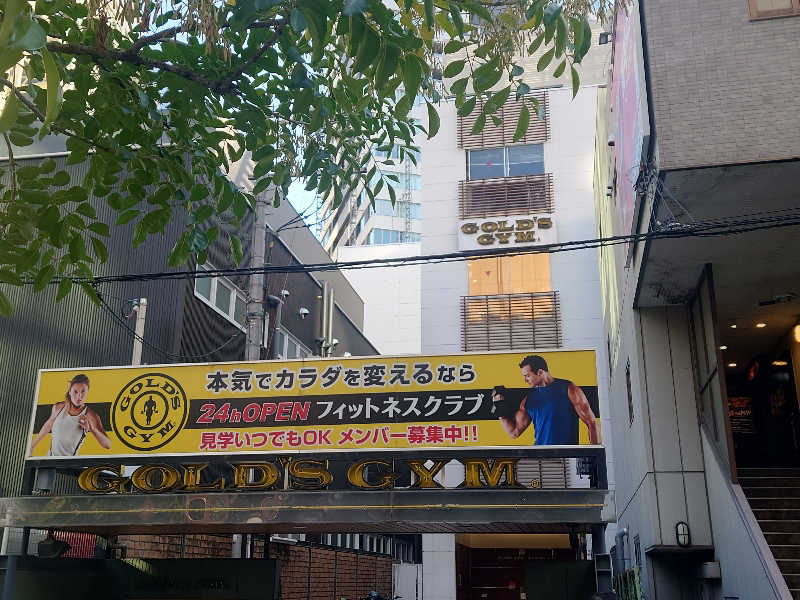 GOLD'S
GYM
GOLD'S
GYM
本気でカラダを変えるなら
24hOPEN フィットネスクラブ
見学いつでもOK メンバー募集中!!
GOLD'S GYM